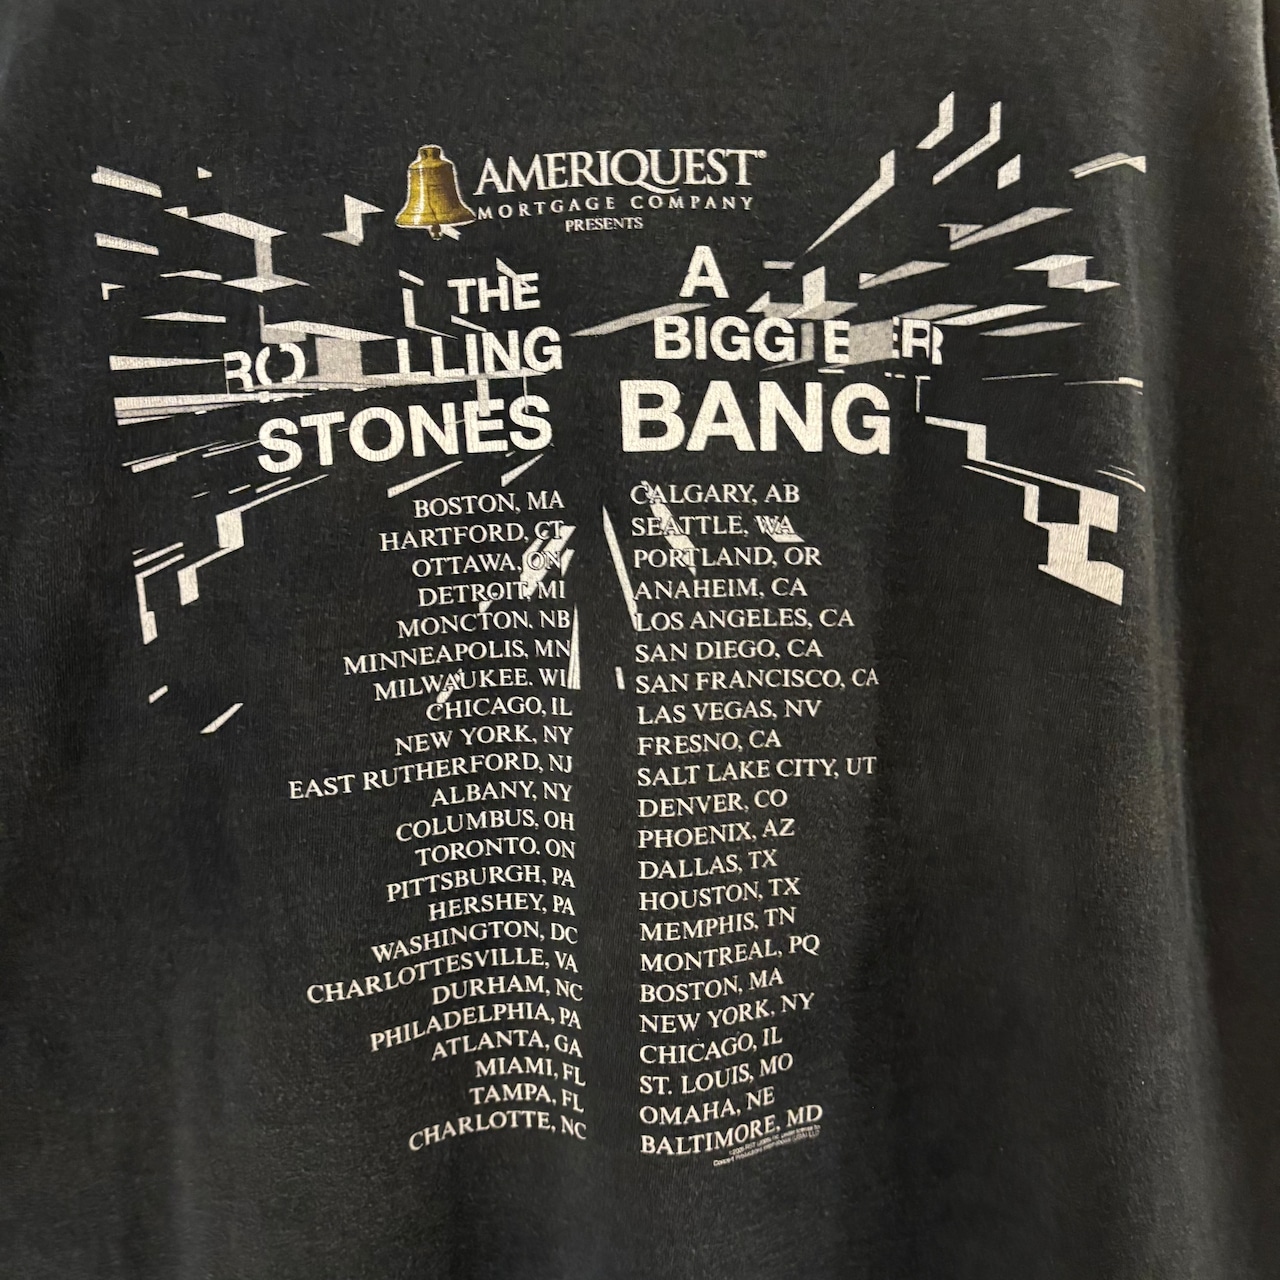 AMERIQUEST®
MORTGAGE COMPANY
PRESENTS
THE
ROLLING
STONES
A
BIGGER
BANG
BOSTON, MA
HARTFORD, CT
OTTAWA, ON
DETROIT, MI
MONCTON, NB
MINNEAPOLIS, MN
MILWAUKEE. WI
CHICAGO, IL
NEW YORK, NY
EAST RUTHERFORD, NJ
ALBANY, NY
COLUMBUS, OH
TORONTO. ON
PITTSBURGH, PA
HERSHEY, PA
WASHINGTON, DC
CHARLOTTESVILLE, VA
DURHAM, NC
PHILADELPHIA, PA
ATLANTA, GA
MIAMI, FL
TAMPA, FL
CHARLOTTE, NC
CALGARY, AB
SEATTLE, WA
PORTLAND, OR
ANAHEIM, CA
LOS ANGELES, CA
SAN DIEGO, CA
SAN FRANCISCO, CA
LAS VEGAS, NV
FRESNO, CA
SALT LAKE CITY, UT
DENVER, CO
PHOENIX, AZ
DALLAS, TX
HOUSTON, TX
MEMPHIS, TN
MONTREAL, PQ
BOSTON, MA
NEW YORK, NY
CHICAGO, IL
ST. LOUIS, MO
OMAHA, NE
BALTIMORE, MD